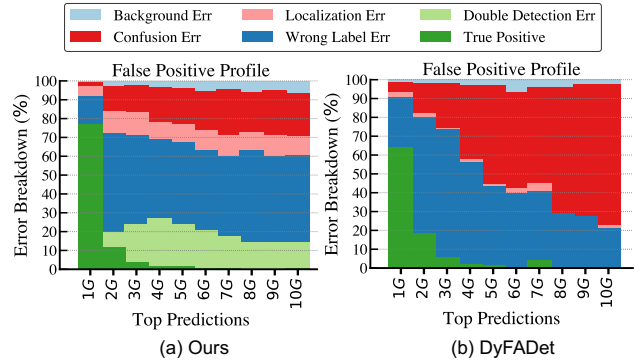 Background Err Localization Err Double Detection Err
Confusion Err Wrong Label Err True Positive
False Positive Profile
Error Breakdown (%)
100
90
80
70
60
50
40
30
20
10
0
1G 2G 3G 4G 5G 6G 7G 8G 9G 10G
Top Predictions
(a) Ours
False Positive Profile
Error Breakdown (%)
100
90
80
70
60
50
40
30
20
10
0
1G 2G 3G 4G 5G 6G 7G 8G 9G 10G
Top Predictions
(b) DyFADet